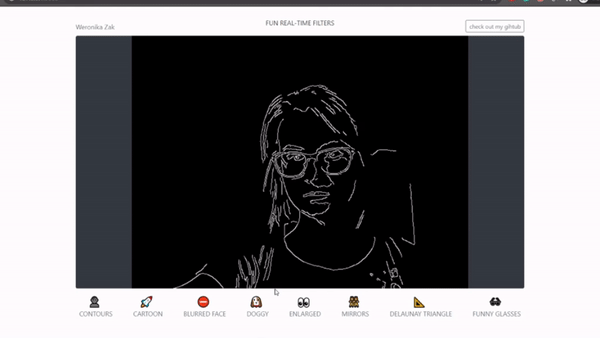 FUN REAL-TIME FILTERS
Weronika Zak
check out my gihtub
CONTOURS
CARTOON
BLURRED FACE
DOGGY
ENLARGED
MIRRORS
DELAUNAY TRIANGLE
FUNNY GLASSES